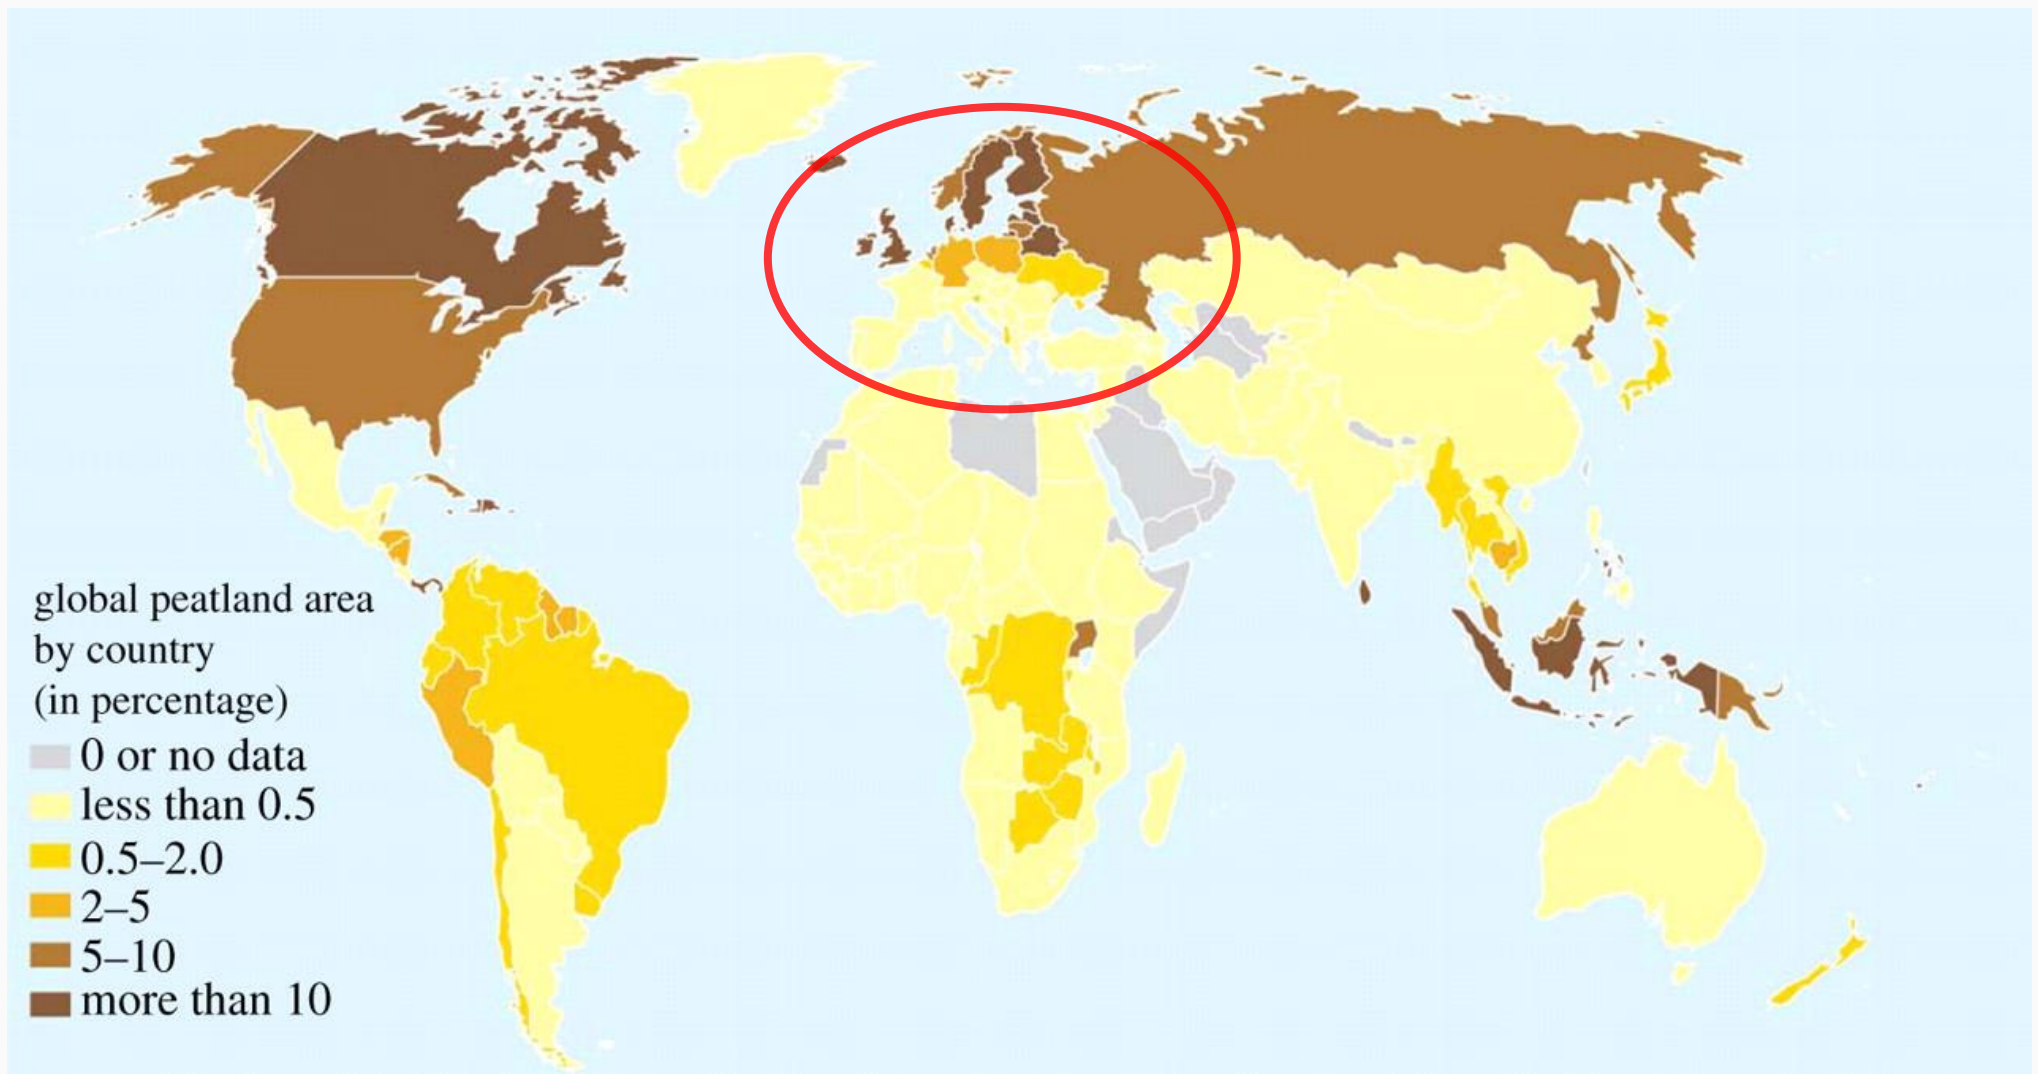 global peatland area
by country
(in percentage)
0 or no data
less than 0.5
0.5–2.0
2–5
5–10
more than 10